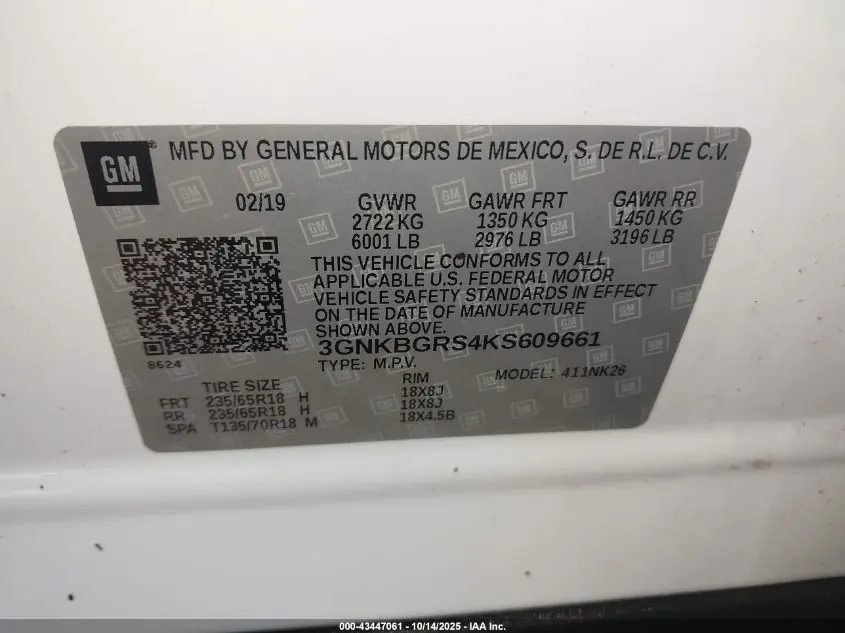 GM ® MFD BY GENERAL MOTORS DE MEXICO, S. DE R.L. DE C.V.
02/19 GVWR GAWR FRT GAWR RR
2722 KG 1350 KG 1450 KG
6001 LB 2976 LB 3196 LB
THIS VEHICLE CONFORMS TO ALL
APPLICABLE U.S. FEDERAL MOTOR
VEHICLE SAFETY STANDARDS IN EFFECT
ON THE DATE OF MANUFACTURE
SHOWN ABOVE.
3GNKBGRS4KS609661
8624 TYPE: M.P.V. MODEL: 411NK26
TIRE SIZE RIM
FRT 235/65R18 H 18X8J
RR 235/65R18 H 18X8J
SPA T135/70R18 M 18X4.5B
000-43447061 - 10/14/2025 - IAA Inc.